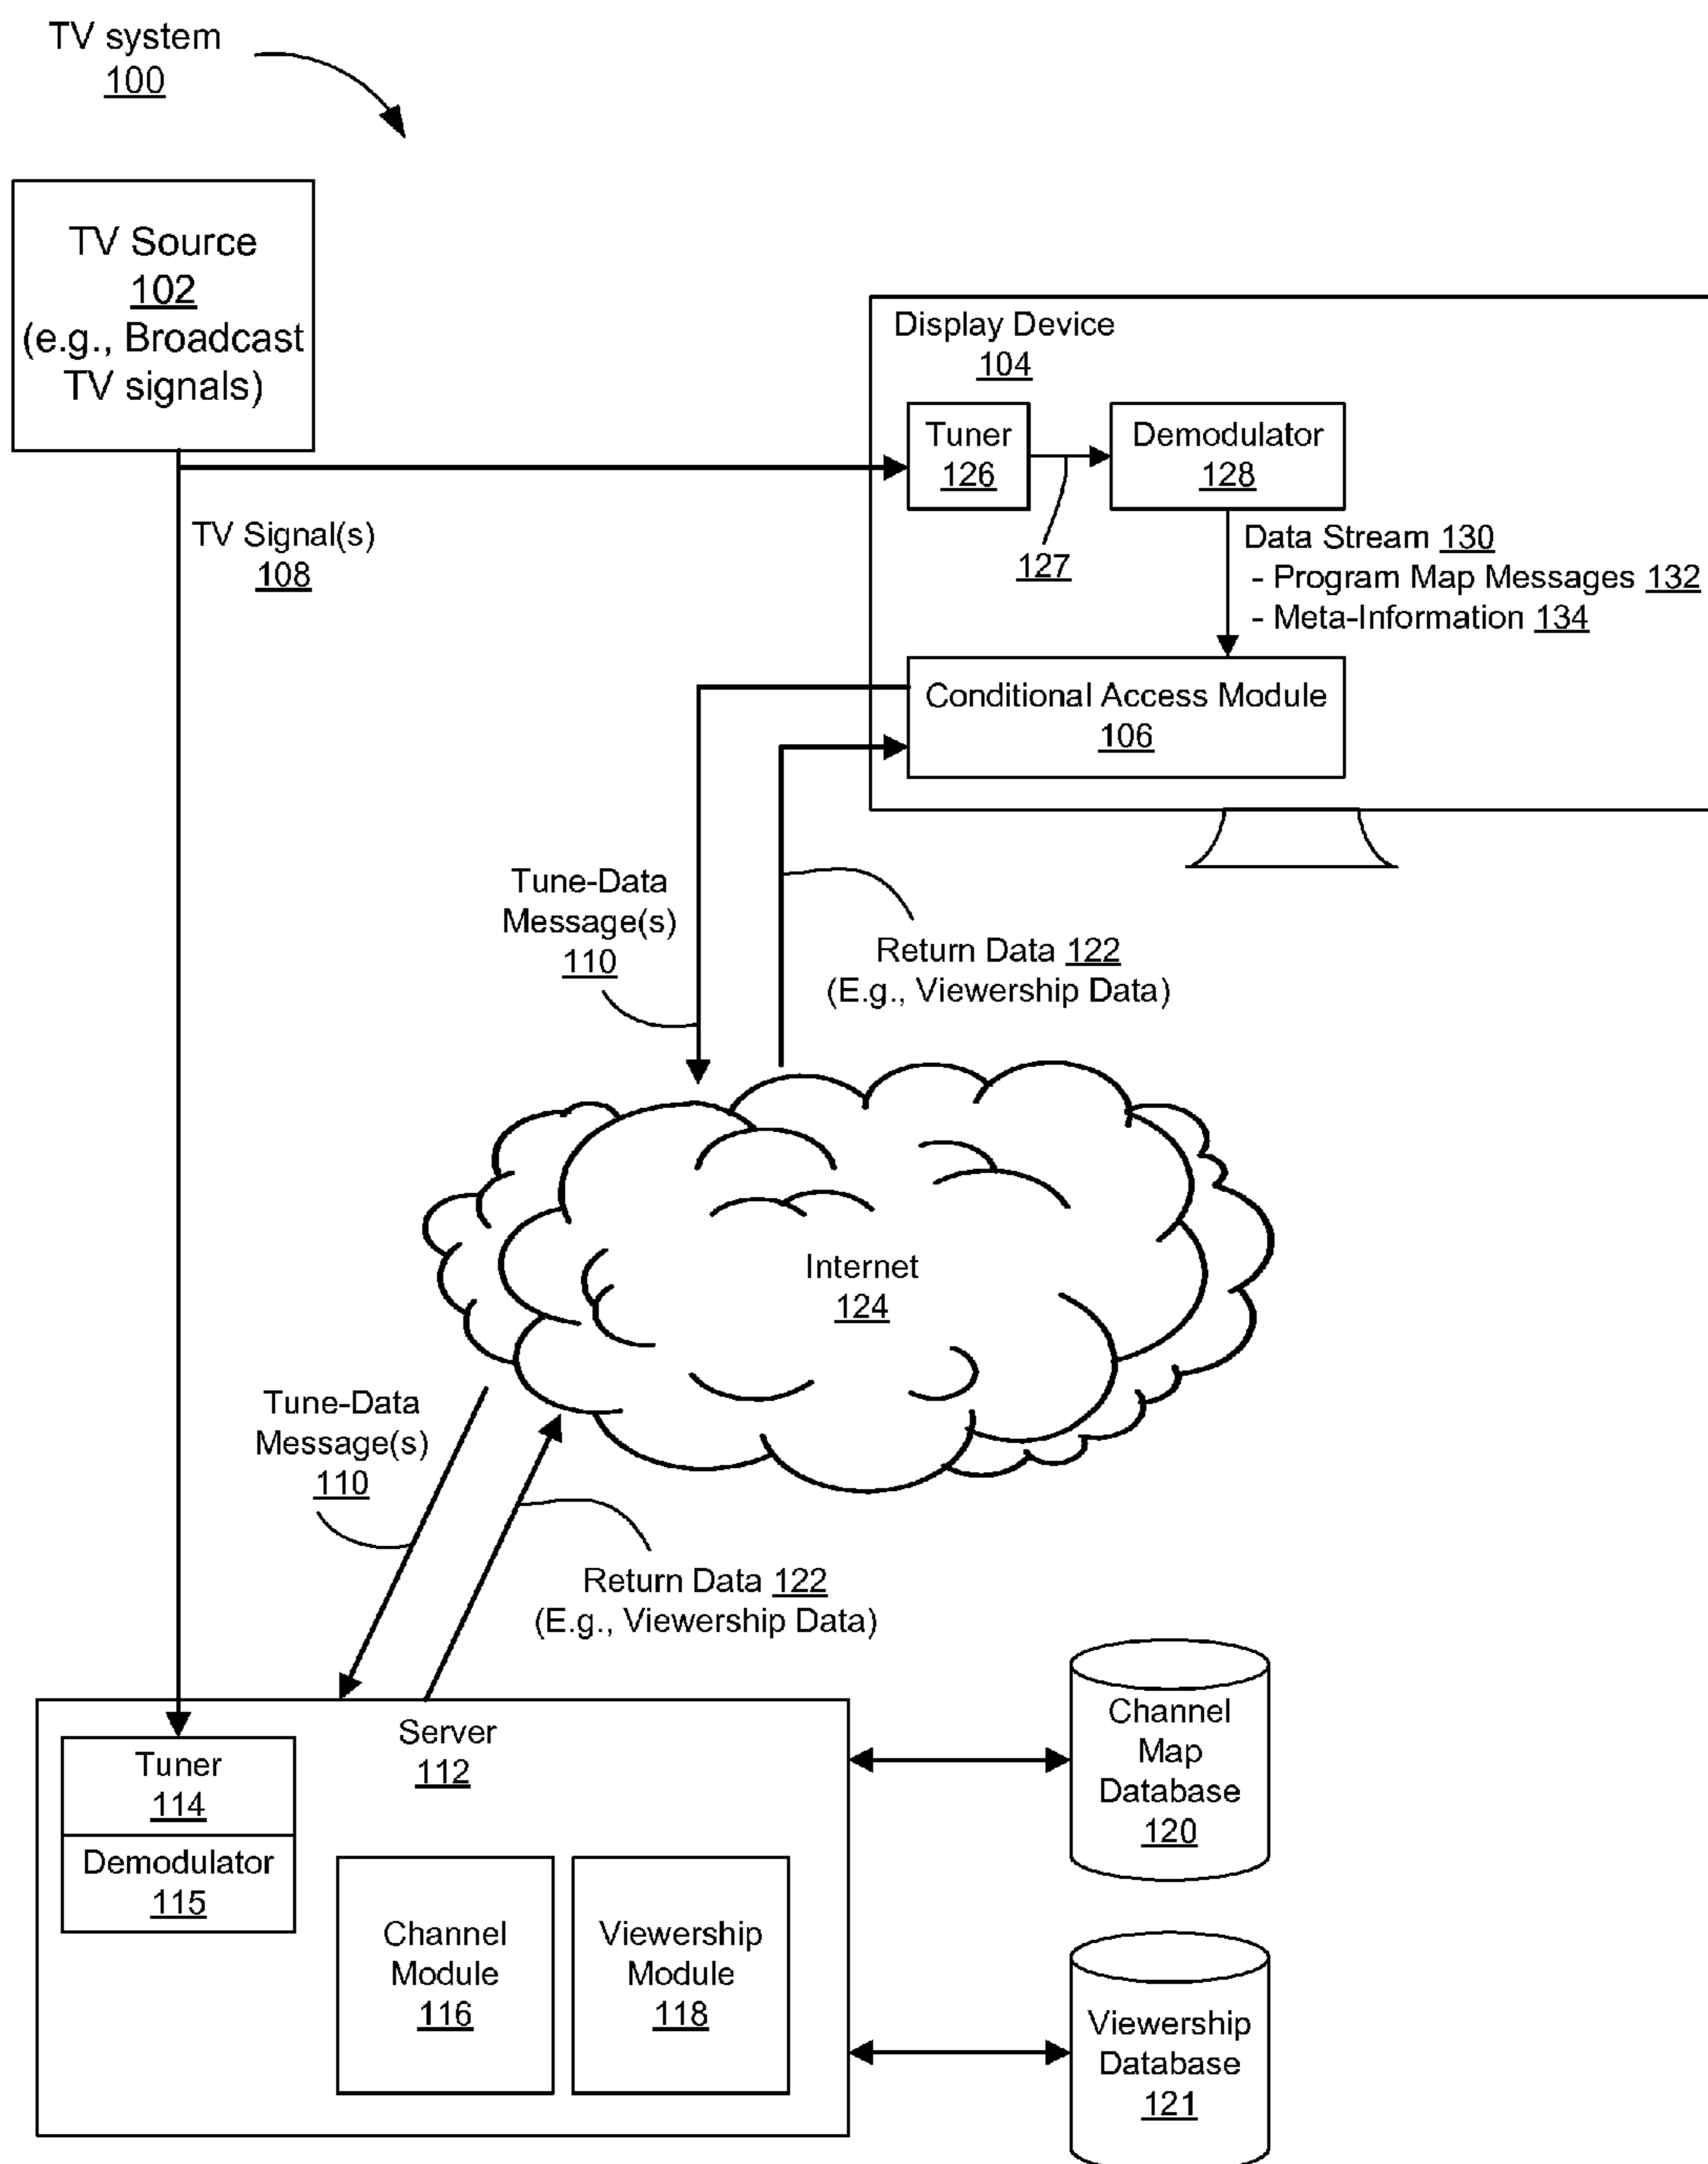 TV system
100
TV Source
102
(e.g., Broadcast
TV signals)
Display Device
104
Tuner
126
Demodulator
128
127
TV Signal(s)
108
Data Stream 130
- Program Map Messages 132
- Meta-Information 134
Conditional Access Module
106
Tune-Data
Message(s)
110
Return Data 122
(E.g., Viewership Data)
Internet
124
Tune-Data
Message(s)
110
Return Data 122
(E.g., Viewership Data)
Server
112
Tuner
114
Demodulator
115
Channel
Module
116
Viewership
Module
118
Channel
Map
Database
120
Viewership
Database
121